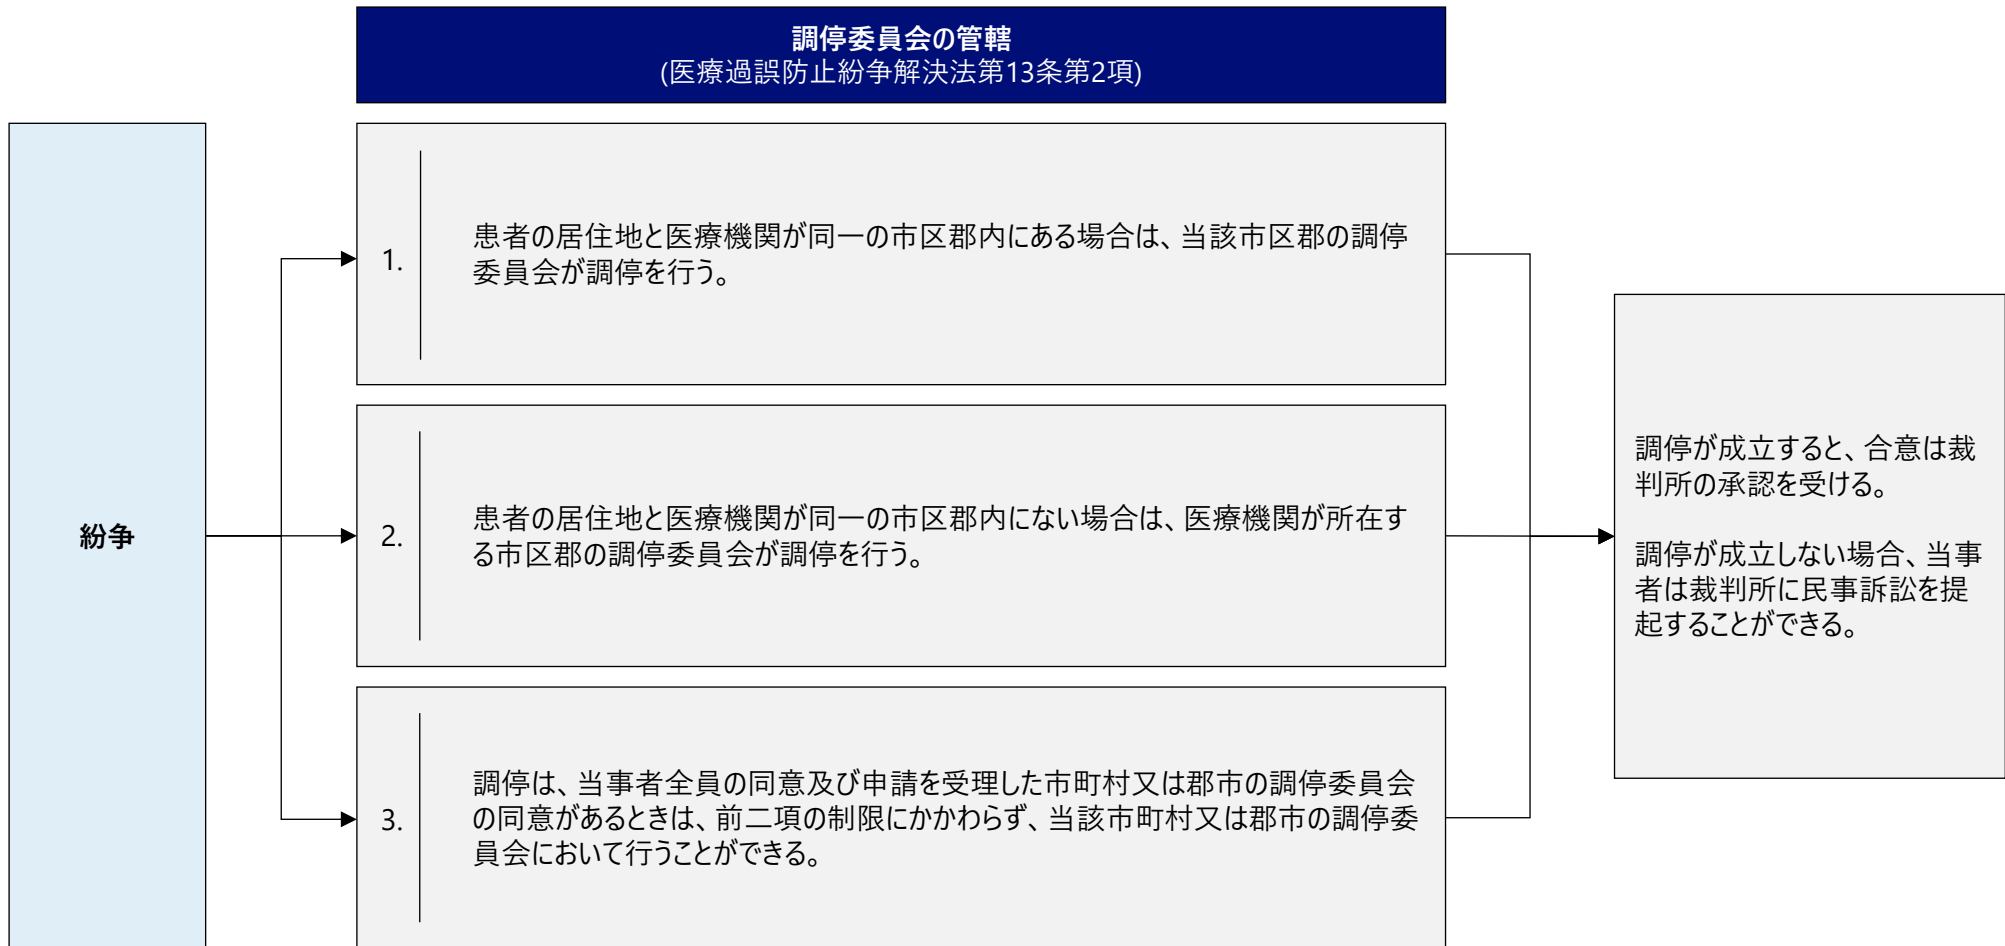 調停委員会の管轄
(医療過誤防止紛争解決法第13条第2項)
紛争
1.
患者の居住地と医療機関が同一の市区郡内にある場合は、当該市区郡の調停
委員会が調停を行う。
2.
患者の居住地と医療機関が同一の市区郡内にない場合は、医療機関が所在す
る市区郡の調停委員会が調停を行う。
3.
調停は、当事者全員の同意及び申請を受理した市町村又は郡市の調停委員会
の同意があるときは、前二項の制限にかかわらず、当該市町村又は郡市の調停委
員会において行うことができる。
調停が成立すると、合意は裁
判所の承認を受ける。
調停が成立しない場合、当事
者は裁判所に民事訴訟を提
起することができる。